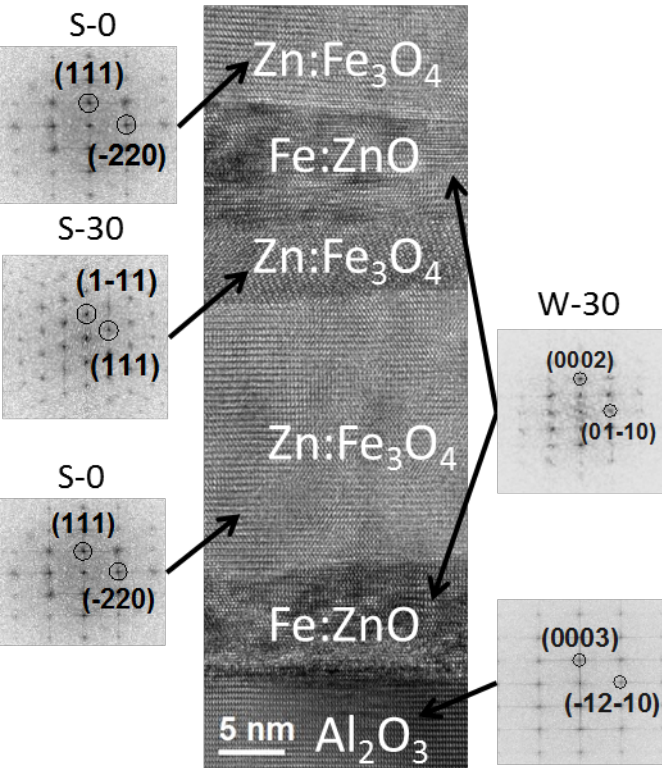 S-0
(111)
(-220)
S-30
(1-11)
(111)
S-0
(111)
(-220)
Zn:Fe₃O₄
Fe:ZnO
Zn:Fe₃O₄
Zn:Fe₃O₄
Fe:ZnO
5 nm
Al₂O₃
W-30
(0002)
(01-10)
(0003)
(-12-10)